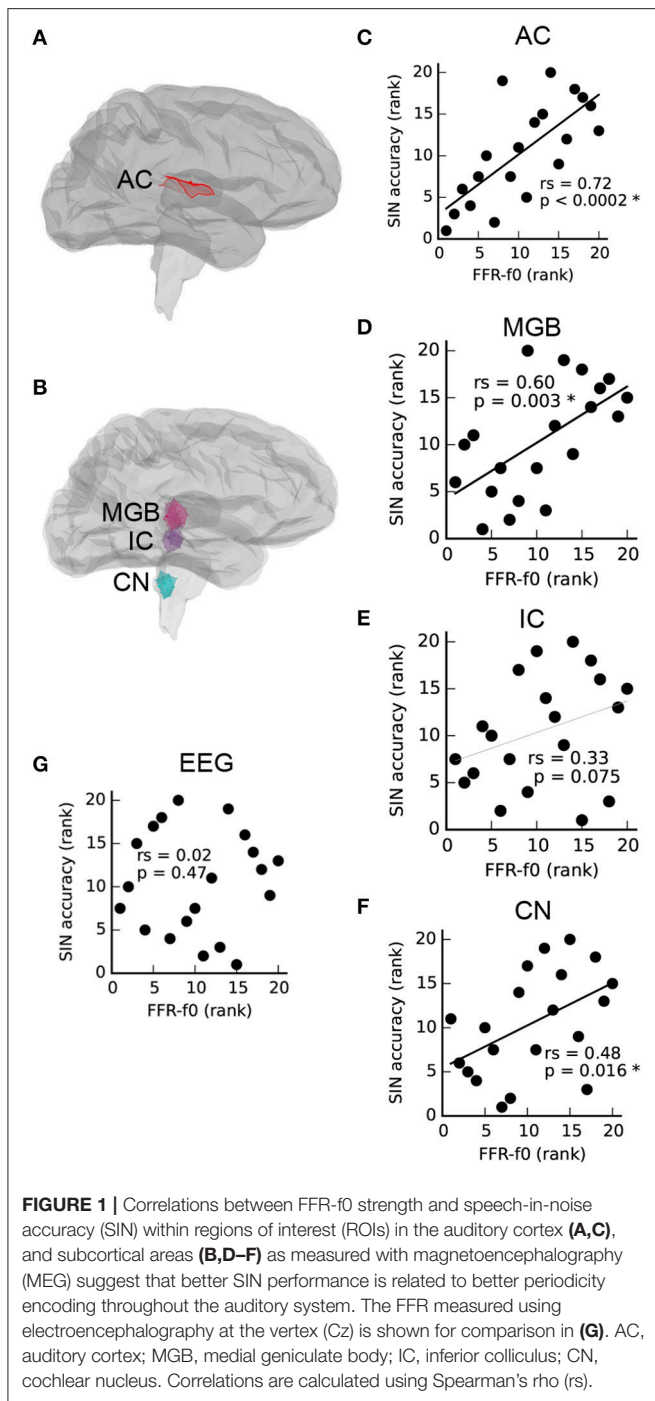 A
AC
B
MGB
IC
CN
C
AC
SIN accuracy (rank)
20
15
10
5
0
rs = 0.72
p < 0.0002 *
0 5 10 15 20
FFR-f0 (rank)
D
MGB
SIN accuracy (rank)
20
15
10
5
0
rs = 0.60
p = 0.003 *
0 5 10 15 20
FFR-f0 (rank)
E
IC
SIN accuracy (rank)
20
15
10
5
0
rs = 0.33
p = 0.075
0 5 10 15 20
FFR-f0 (rank)
G
EEG
SIN accuracy (rank)
20
15
10
5
0
rs = 0.02
p = 0.47
0 5 10 15 20
FFR-f0 (rank)
F
CN
SIN accuracy (rank)
20
15
10
5
0
rs = 0.48
p = 0.016 *
0 5 10 15 20
FFR-f0 (rank)
FIGURE 1 | Correlations between FFR-f0 strength and speech-in-noise
accuracy (SIN) within regions of interest (ROIs) in the auditory cortex (A,C),
and subcortical areas (B,D–F) as measured with magnetoencephalography
(MEG) suggest that better SIN performance is related to better periodicity
encoding throughout the auditory system. The FFR measured using
electroencephalography at the vertex (Cz) is shown for comparison in (G). AC,
auditory cortex; MGB, medial geniculate body; IC, inferior colliculus; CN,
cochlear nucleus. Correlations are calculated using Spearman's rho (rs).